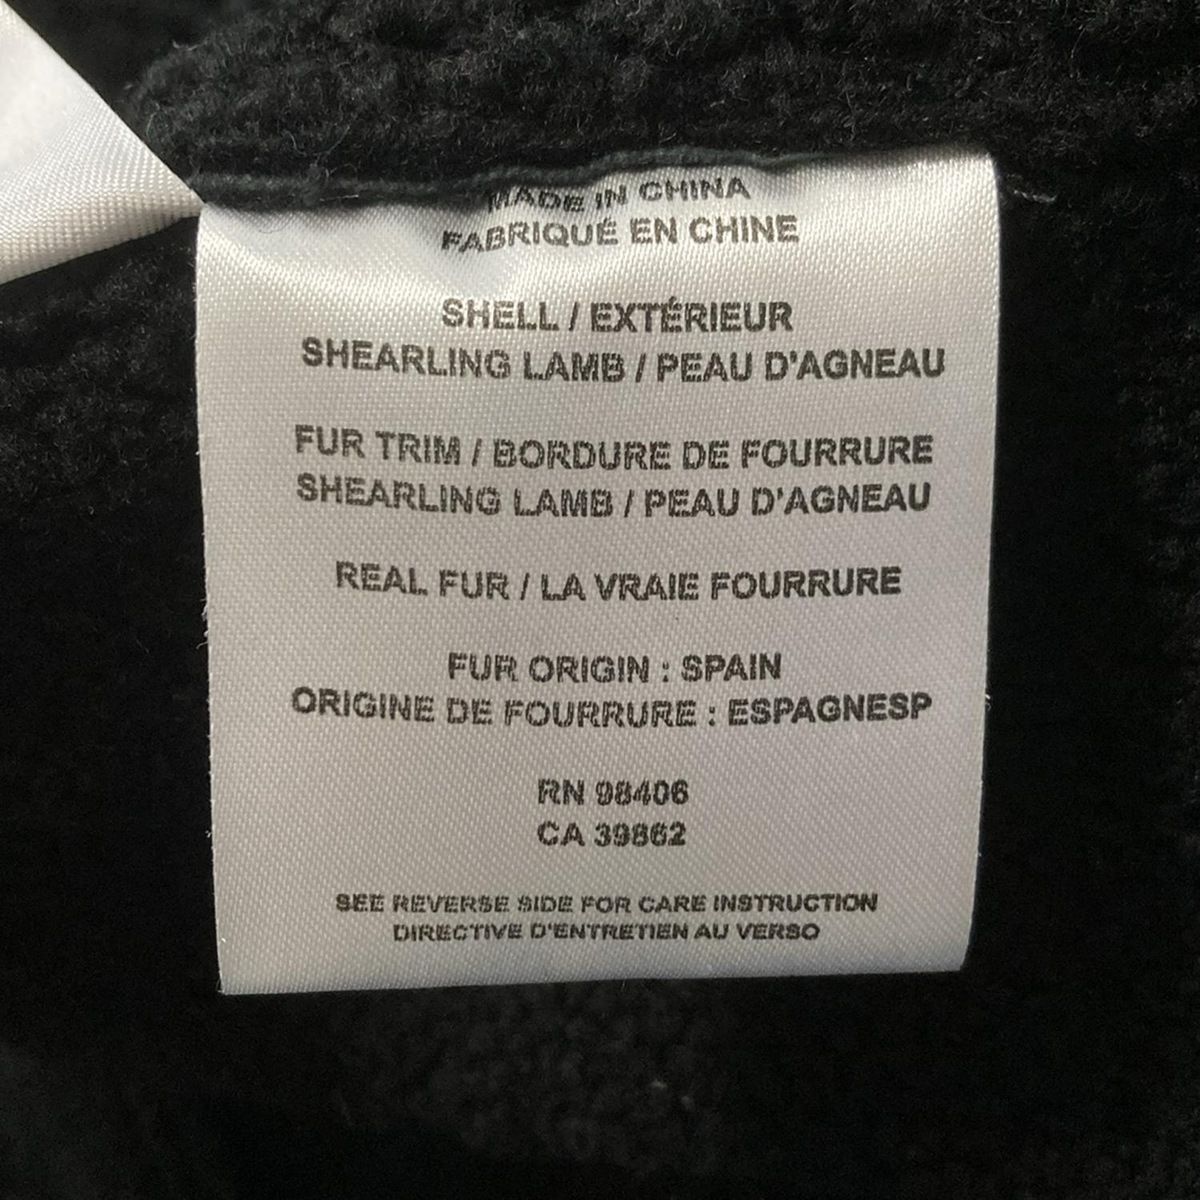 MADE IN CHINA
FABRIQUÉ EN CHINE
SHELL / EXTÉRIEUR
SHEARLING LAMB / PEAU D'AGNEAU
FUR TRIM / BORDURE DE FOURRURE
SHEARLING LAMB / PEAU D'AGNEAU
REAL FUR / LA VRAIE FOURRURE
FUR ORIGIN : SPAIN
ORIGINE DE FOURRURE : ESPAGNESP
RN 98406
CA 39862
SEE REVERSE SIDE FOR CARE INSTRUCTION
DIRECTIVE D'ENTRETIEN AU VERSO